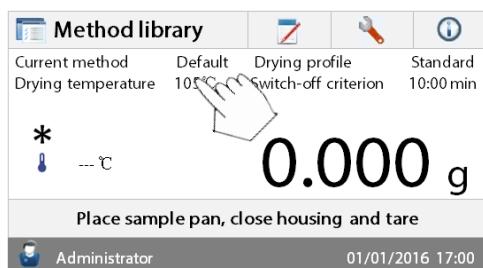 Method library
Current method Default Drying profile Standard
Drying temperature 105°C Switch-off criterion 10:00 min
*
--- °C
0.000 g
Place sample pan, close housing and tare
Administrator 01/01/2016 17:00